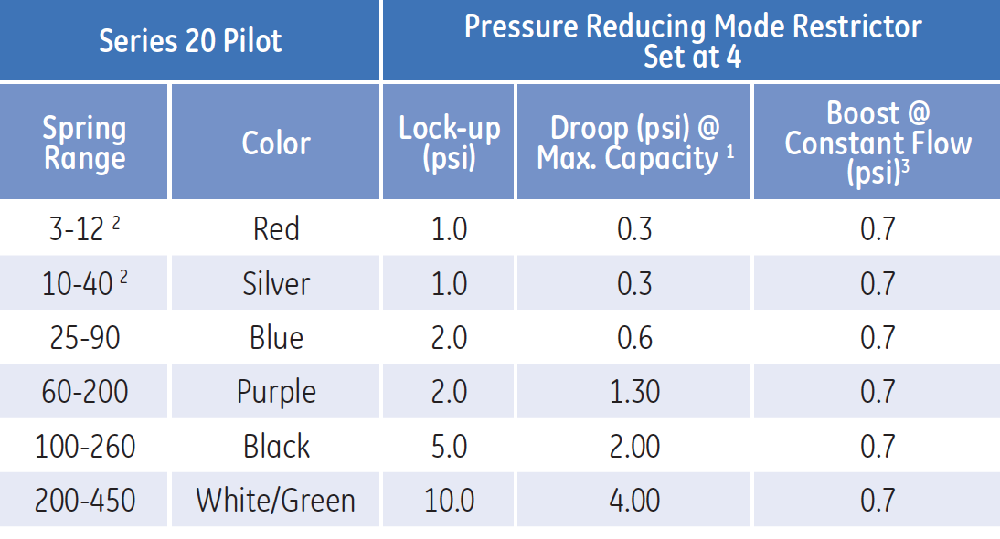 Series 20 Pilot
Pressure Reducing Mode Restrictor
Set at 4
Spring
Range
Color
Lock-up
(psi)
Droop (psi) @
Max. Capacity 1
Boost @
Constant Flow
(psi)3
3-12 2 Red 1.0 0.3 0.7
10-40 2 Silver 1.0 0.3 0.7
25-90 Blue 2.0 0.6 0.7
60-200 Purple 2.0 1.30 0.7
100-260 Black 5.0 2.00 0.7
200-450 White/Green 10.0 4.00 0.7